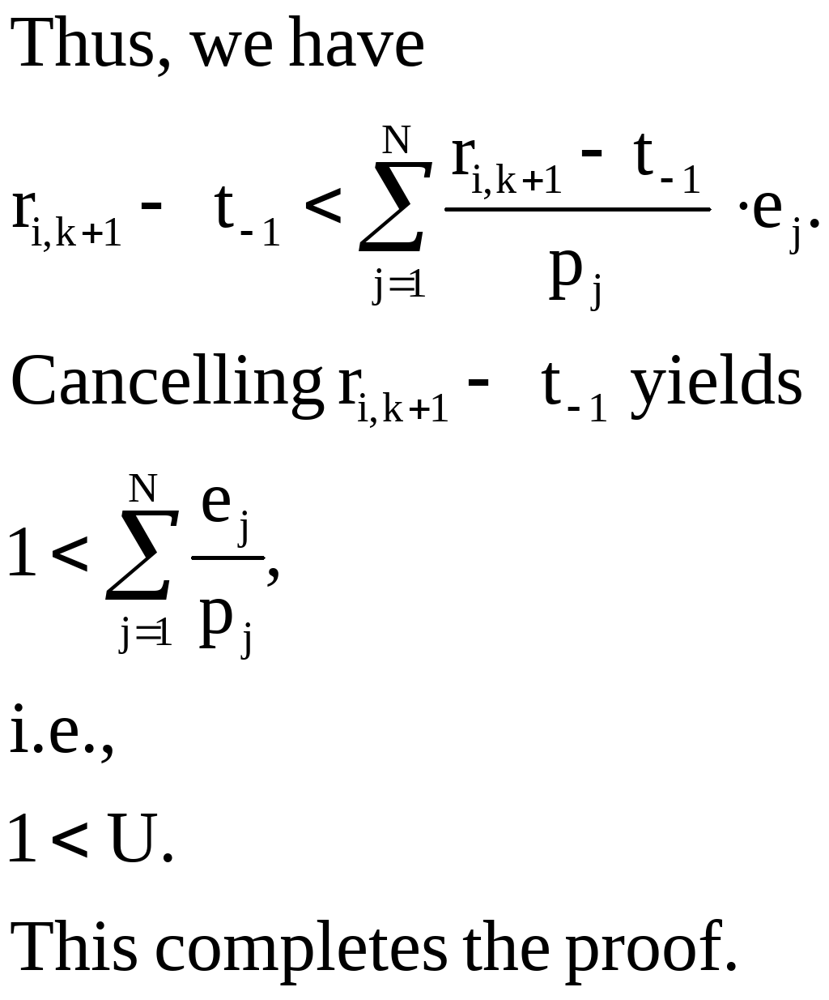 Thus, we have
r_{i,k+1} - t_{-1} < \sum_{j=1}^{N} \frac{r_{i,k+1} - t_{-1}}{p_j} \cdot e_j.
Cancelling r_{i,k+1} - t_{-1} yields
1 < \sum_{j=1}^{N} \frac{e_j}{p_j},
i.e.,
1 < U.
This completes the proof.